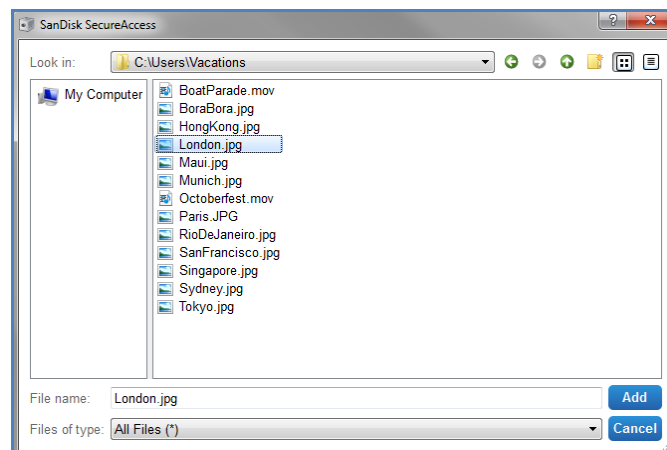 SanDisk SecureAccess
Look in: C:\Users\Vacations
My Computer
BoatParade.mov
BoraBora.jpg
HongKong.jpg
London.jpg
Maui.jpg
Munich.jpg
Octoberfest.mov
Paris.JPG
RioDeJaneiro.jpg
SanFrancisco.jpg
Singapore.jpg
Sydney.jpg
Tokyo.jpg
File name: London.jpg Add
Files of type: All Files (*) Cancel